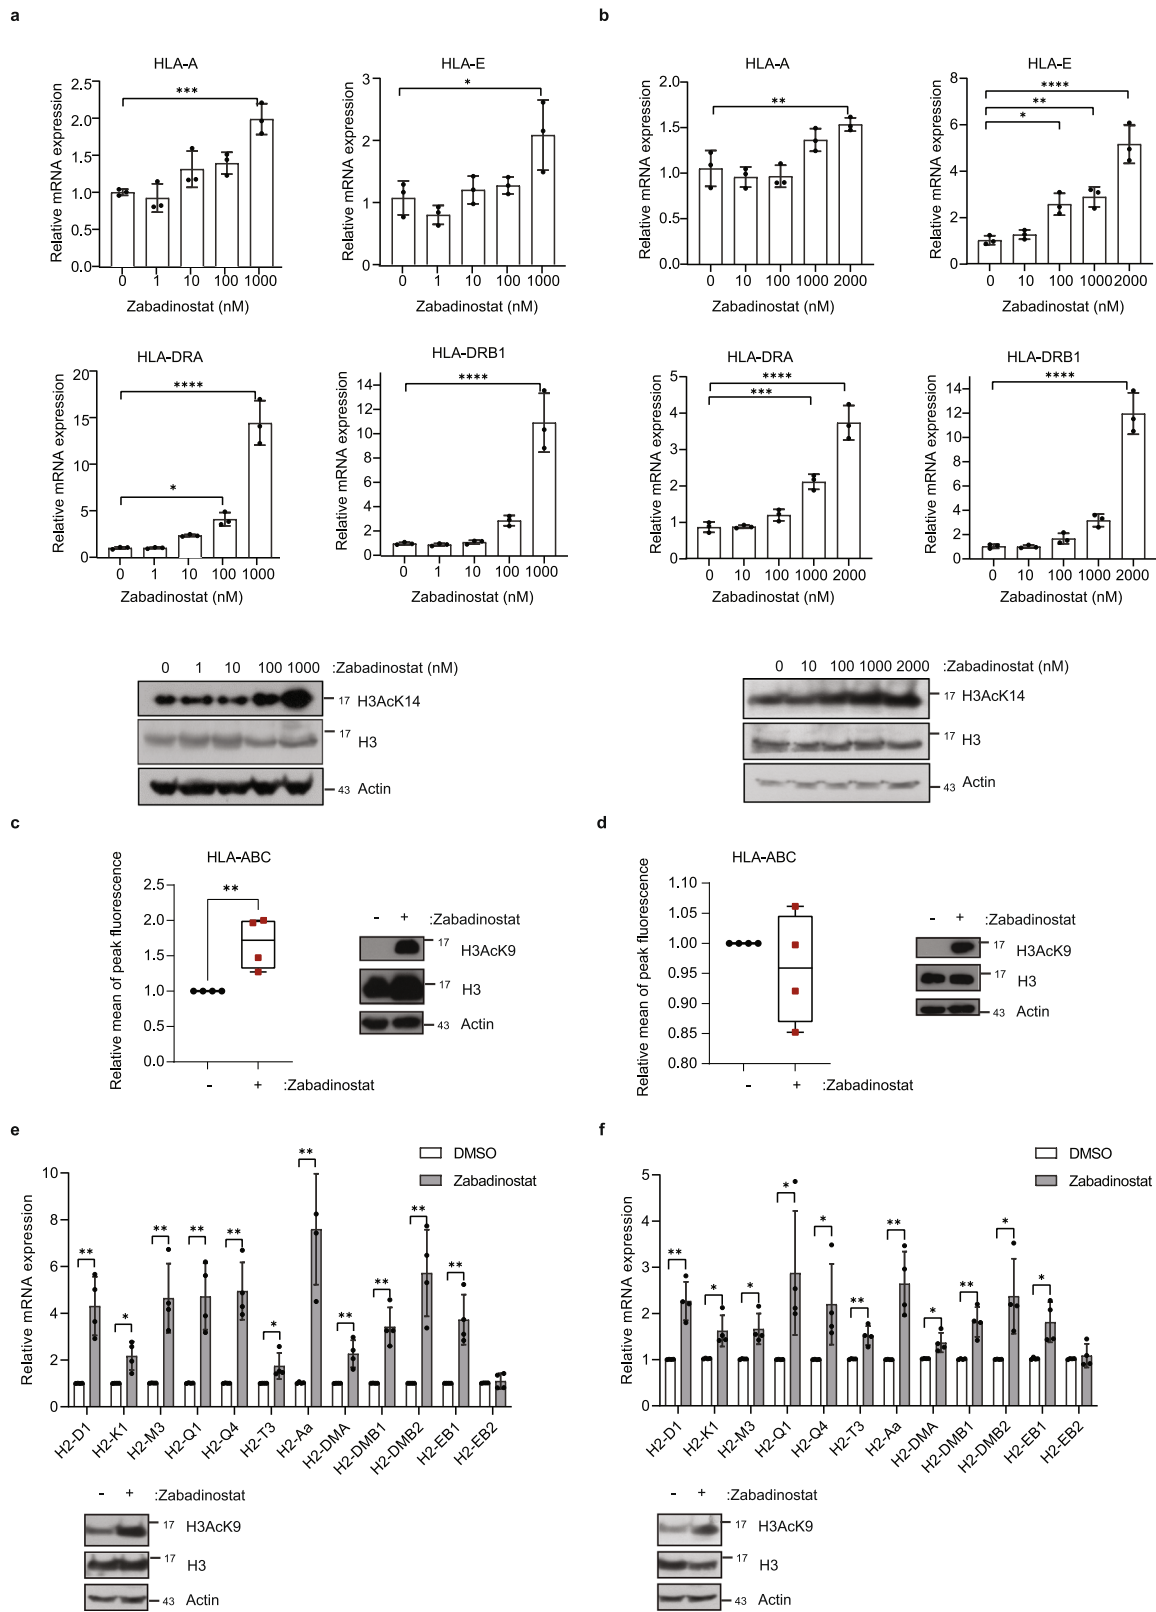 a
HLA-A
Relative mRNA expression
2.5
2.0
1.5
1.0
0.5
0.0
***
0 1 10 100 1000
Zabadinostat (nM)
HLA-E
Relative mRNA expression
3
2
1
0
*
0 1 10 100 1000
Zabadinostat (nM)
HLA-DRA
Relative mRNA expression
20
15
10
5.0
0
****
*
0 1 10 100 1000
Zabadinostat (nM)
HLA-DRB1
Relative mRNA expression
14
12
10
8
6
4
2
0
****
0 1 10 100 1000
Zabadinostat (nM)
0 1 10 100 1000 :Zabadinostat (nM)
17 H3AcK14
17
H3
43 Actin
b
HLA-A
Relative mRNA expression
2.0
1.5
1.0
0.5
0.0
**
0 10 100 1000 2000
Zabadinostat (nM)
HLA-E
Relative mRNA expression
8
6
4
2
0
****
**
*
0 10 100 1000 2000
Zabadinostat (nM)
HLA-DRA
Relative mRNA expression
5
4
3
2
1
0
****
***
0 10 100 1000 2000
Zabadinostat (nM)
HLA-DRB1
Relative mRNA expression
14
12
10
8
6
4
2
0
****
0 10 100 1000 2000
Zabadinostat (nM)
0 10 100 1000 2000 :Zabadinostat (nM)
17 H3AcK14
17
H3
43 Actin
c
HLA-ABC
Relative mean of peak fluorescence
2.5
2.0
1.5
1.0
0.5
0.0
**
- + :Zabadinostat
- + :Zabadinostat
17 H3AcK9
17 H3
43 Actin
d
HLA-ABC
Relative mean of peak fluorescence
1.10
1.05
1.00
0.95
0.90
0.85
0.80
- + :Zabadinostat
- + :Zabadinostat
17 H3AcK9
17 H3
43 Actin
e
DMSO
Zabadinostat
Relative mRNA expression
10
8
6
4
2
0
** * ** ** ** * ** ** ** ** **
H2-D1 H2-K1 H2-M3 H2-Q1 H2-Q4 H2-T3 H2-Aa H2-DMA H2-DMB1 H2-DMB2 H2-EB1 H2-EB2
- + :Zabadinostat
17 H3AcK9
17 H3
43 Actin
f
DMSO
Zabadinostat
Relative mRNA expression
5
4
3
2
1
0
** * * * * ** ** * ** * *
H2-D1 H2-K1 H2-M3 H2-Q1 H2-Q4 H2-T3 H2-Aa H2-DMA H2-DMB1 H2-DMB2 H2-EB1 H2-EB2
- + :Zabadinostat
17 H3AcK9
17 H3
43 Actin